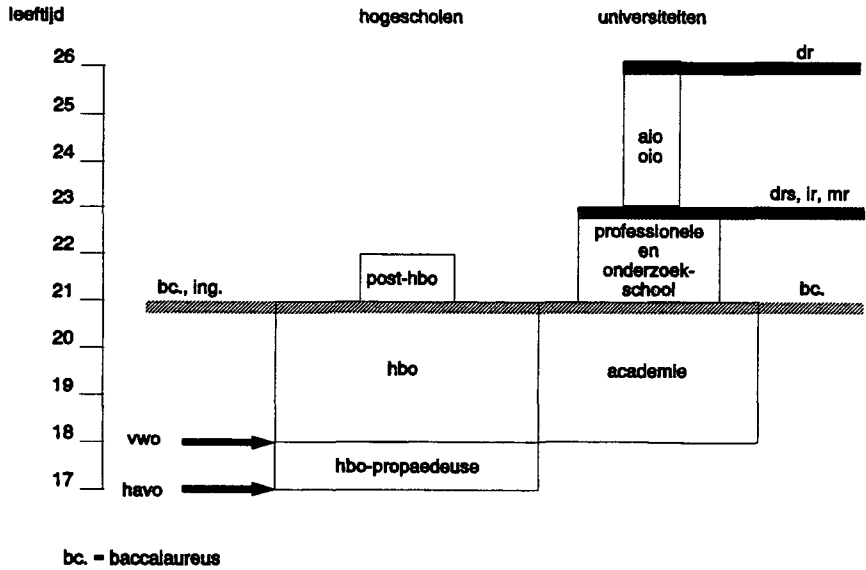 leeftijd
hogescholen
universiteiten
26
dr
25
aio
24
oio
23
drs, ir, mr
professionele
22
en
onderzoek-
post-hbo
school
bc., ing.
bc.
21
20
hbo
academie
19
vwo
18
hbo-propaedeuse
havo
17
bc. = baccalaureus